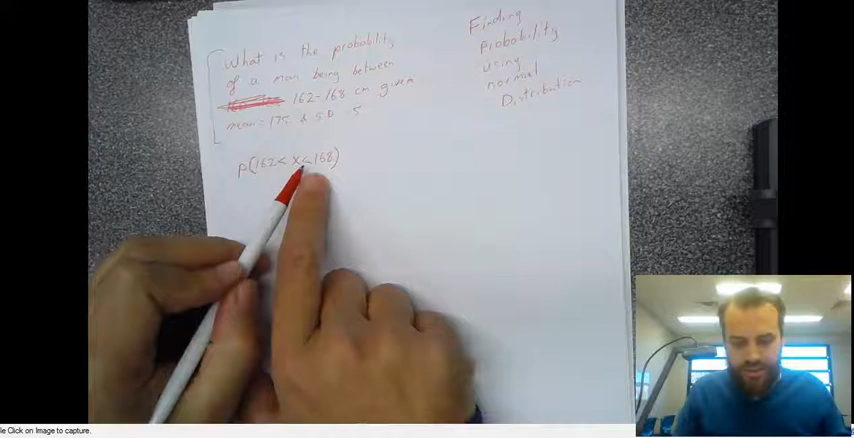 What is the probability
of a man being between
162-168 cm given
mean = 175 & SD = 5
P(162 < x < 168)
Finding
Probability
using
normal
Distribution
le Click on Image to capture.